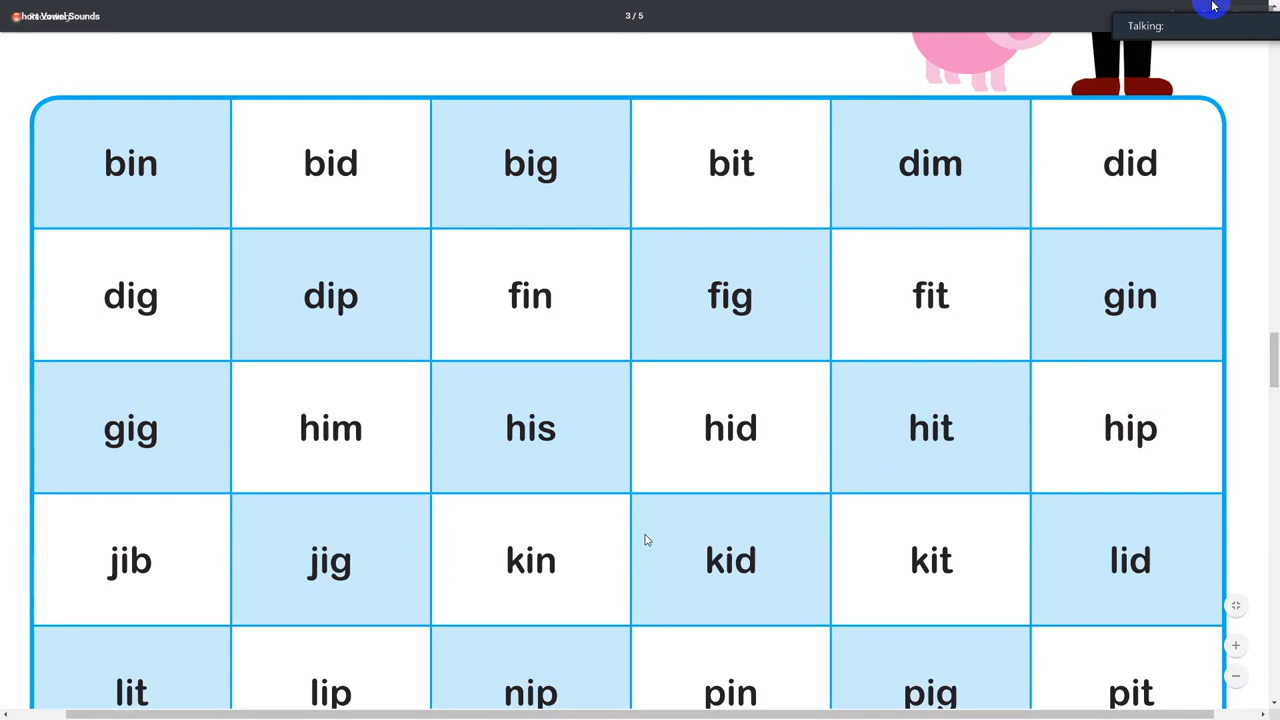 Short Vowel Sounds
3 / 5
Talking:
bin bid big bit dim did
dig dip fin fig fit gin
gig him his hid hit hip
jib jig kin kid kit lid
lit lip nip pin pig pit